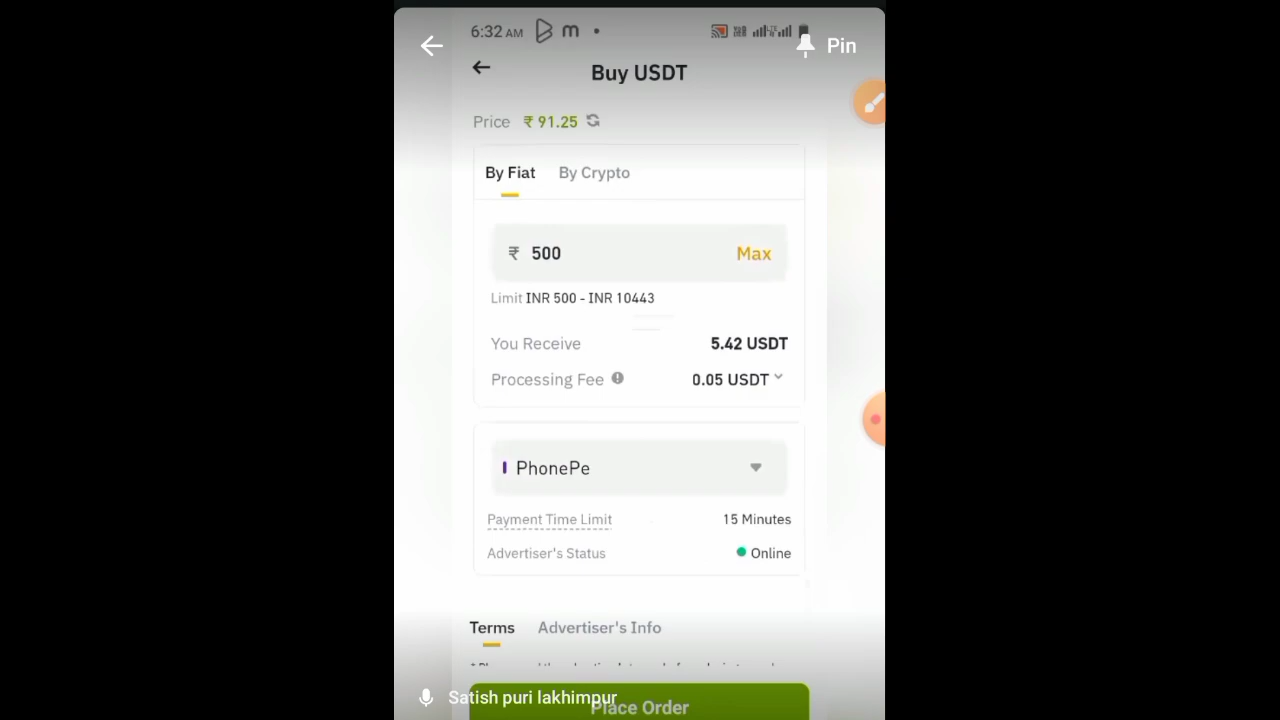 6:32 AM
Pin
Buy USDT
Price ₹ 91.25
By Fiat By Crypto
₹ 500 Max
Limit INR 500 - INR 10443
You Receive 5.42 USDT
Processing Fee 0.05 USDT
PhonePe
Payment Time Limit 15 Minutes
Advertiser's Status Online
Terms Advertiser's Info
Satish puri lakhimpur
Place Order